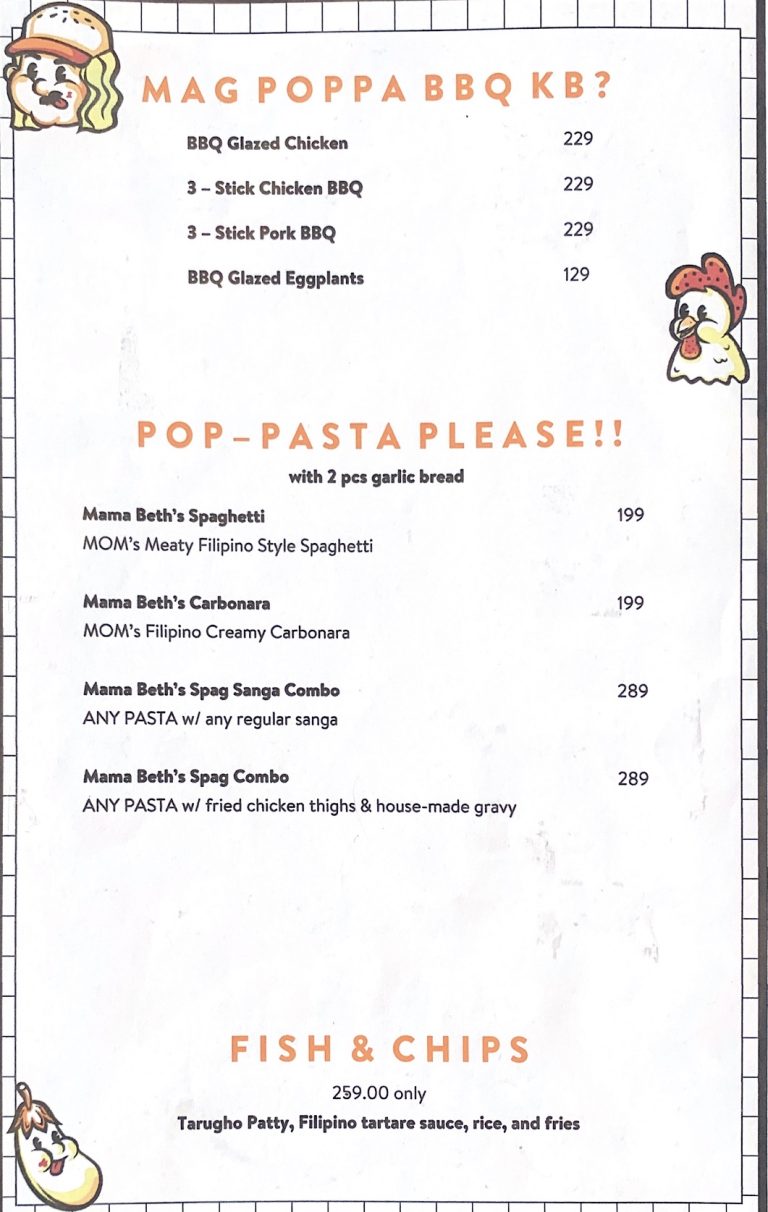 MAG POPPA BBQ KB?
BBQ Glazed Chicken 229
3 – Stick Chicken BBQ 229
3 – Stick Pork BBQ 229
BBQ Glazed Eggplants 129
POP–PASTA PLEASE!!
with 2 pcs garlic bread
Mama Beth's Spaghetti 199
MOM's Meaty Filipino Style Spaghetti
Mama Beth's Carbonara 199
MOM's Filipino Creamy Carbonara
Mama Beth's Spag Sanga Combo 289
ANY PASTA w/ any regular sanga
Mama Beth's Spag Combo 289
ANY PASTA w/ fried chicken thighs & house-made gravy
FISH & CHIPS
259.00 only
Tarugho Patty, Filipino tartare sauce, rice, and fries